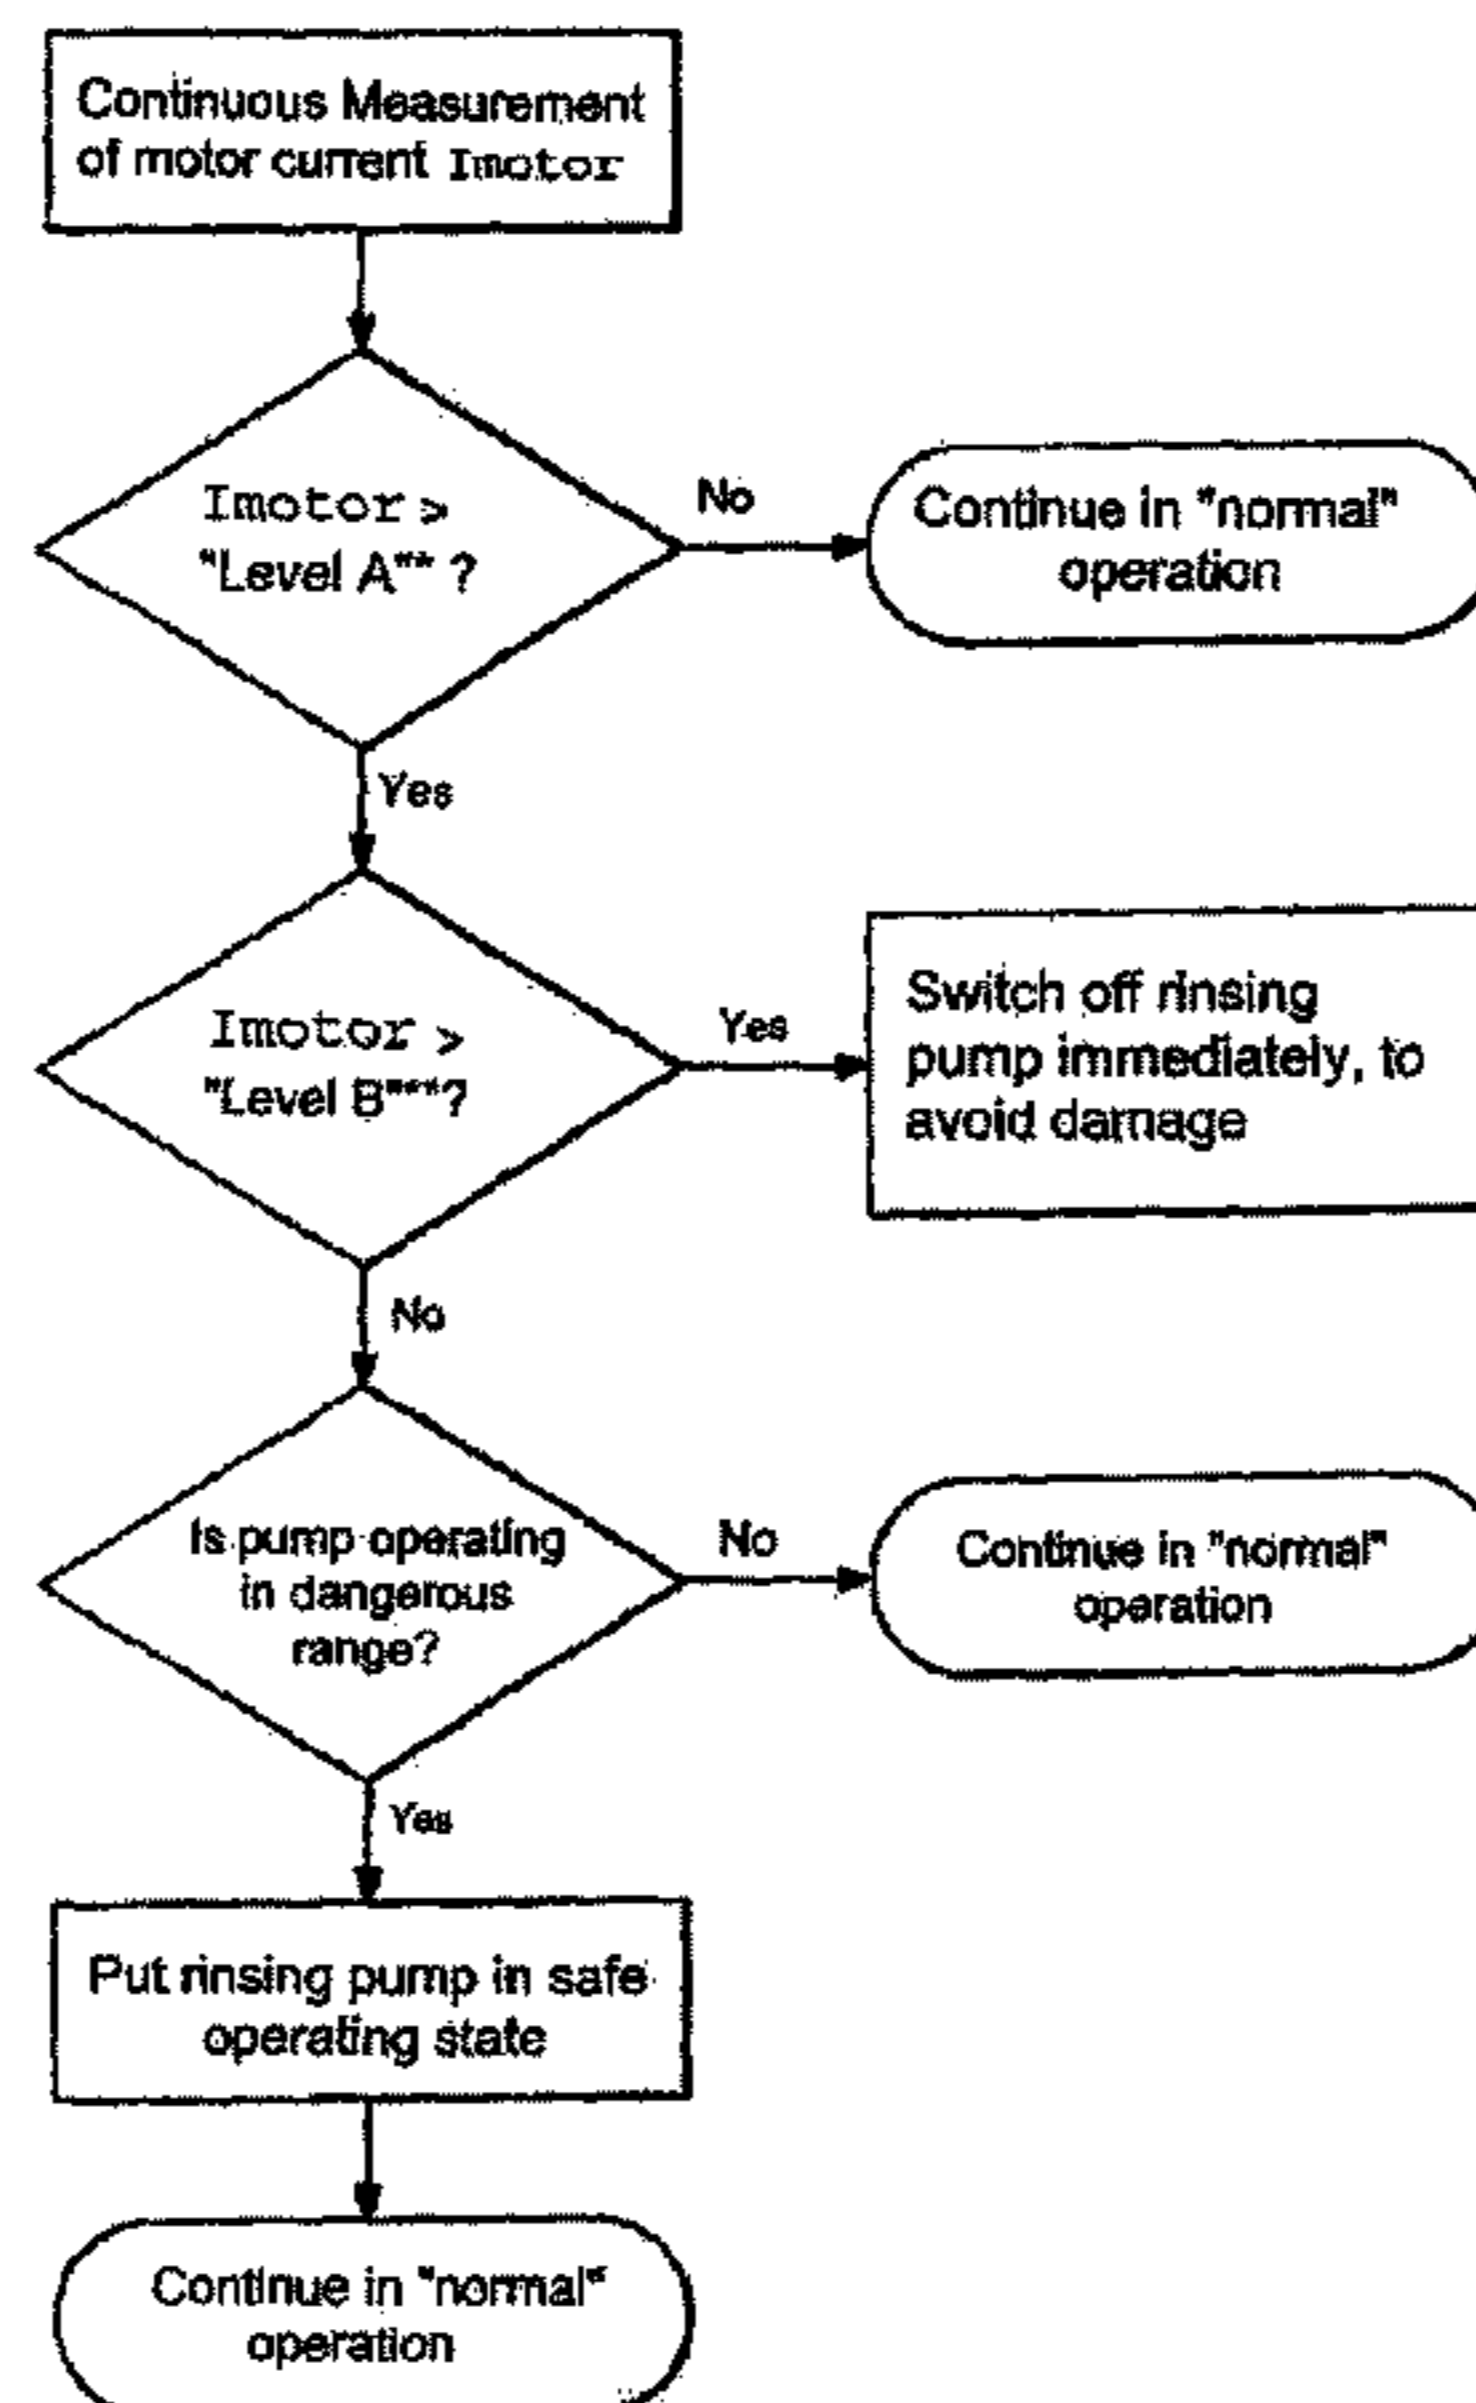 Continuous Measurement
of motor current Imotor
Imotor >
"Level A"* ?
No
Continue in "normal"
operation
Yes
Imotor >
"Level B"**?
Yes
Switch off rinsing
pump immediately, to
avoid damage
No
Is pump operating
in dangerous
range?
No
Continue in "normal"
operation
Yes
Put rinsing pump in safe
operating state
Continue in "normal"
operation